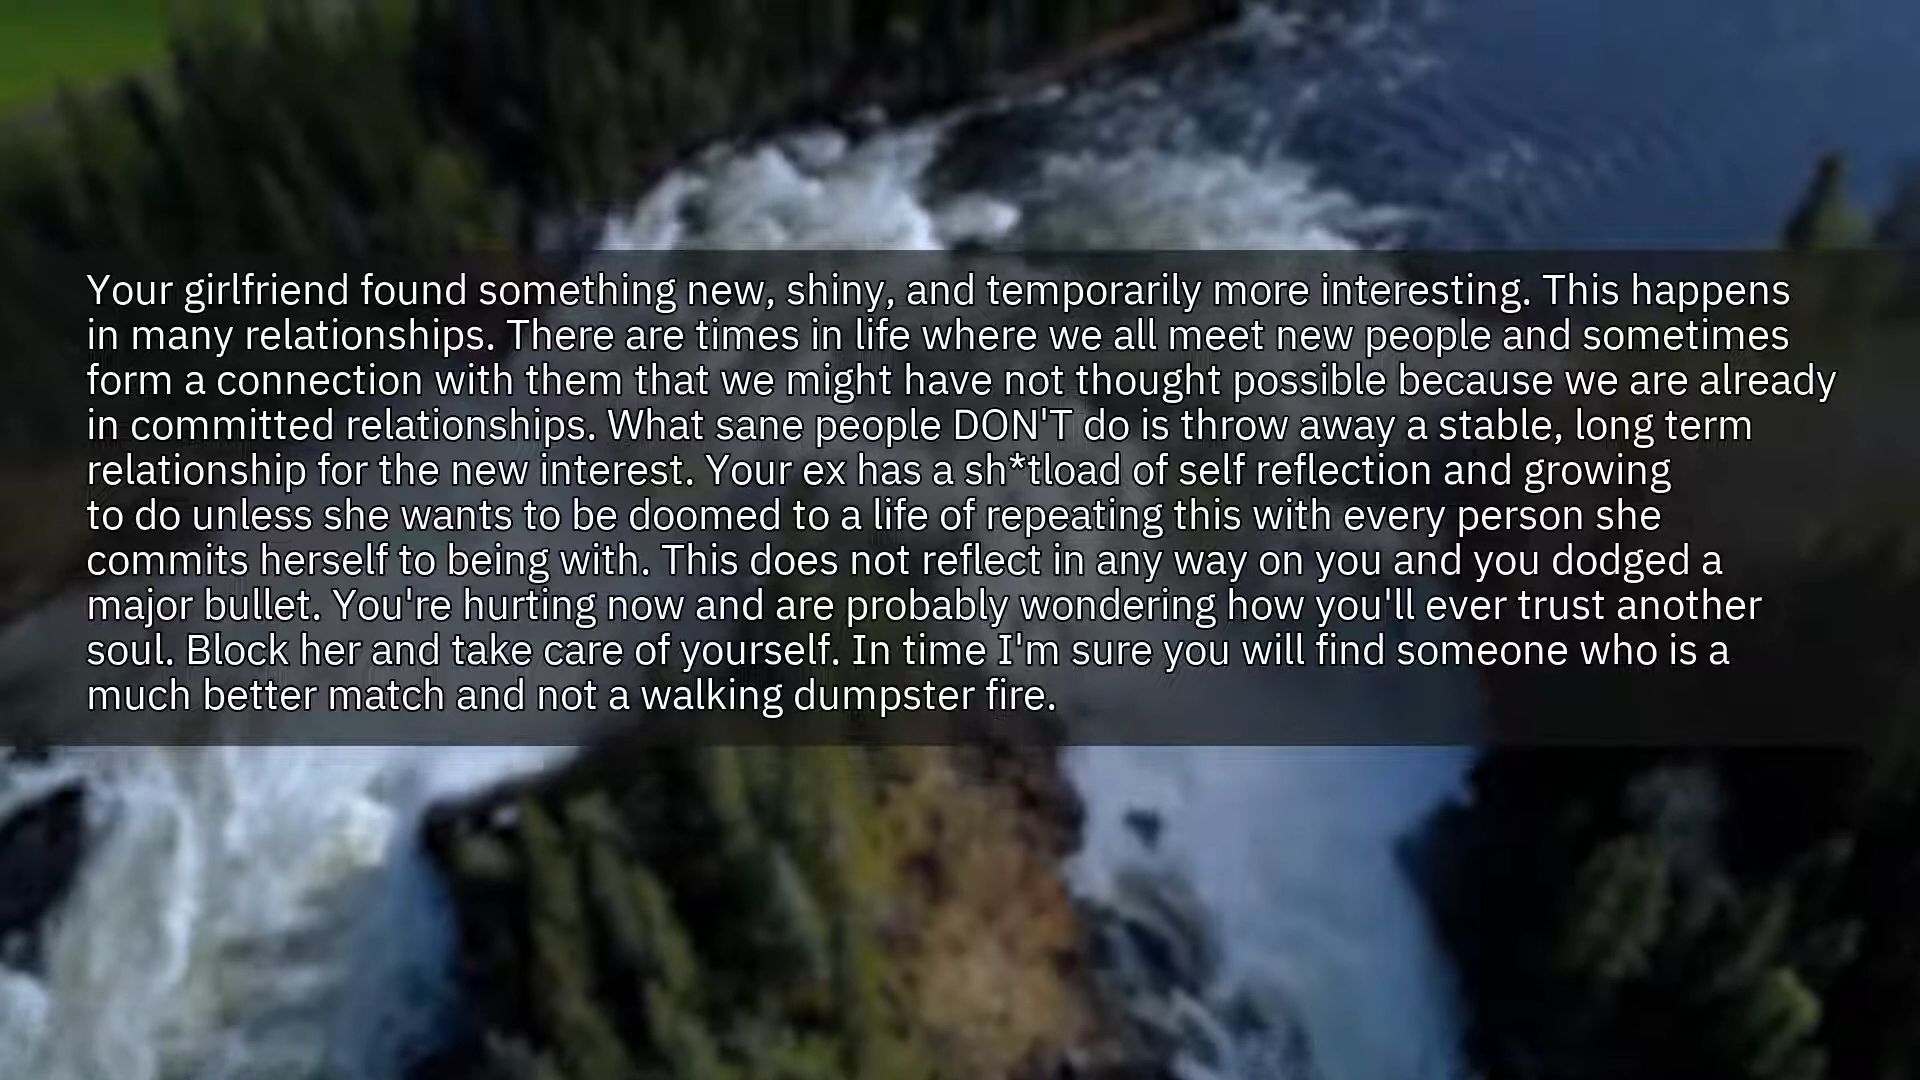 Your girlfriend found something new, shiny, and temporarily more interesting. This happens
in many relationships. There are times in life where we all meet new people and sometimes
form a connection with them that we might have not thought possible because we are already
in committed relationships. What sane people DON'T do is throw away a stable, long term
relationship for the new interest. Your ex has a sh*tload of self reflection and growing
to do unless she wants to be doomed to a life of repeating this with every person she
commits herself to being with. This does not reflect in any way on you and you dodged a
major bullet. You're hurting now and are probably wondering how you'll ever trust another
soul. Block her and take care of yourself. In time I'm sure you will find someone who is a
much better match and not a walking dumpster fire.